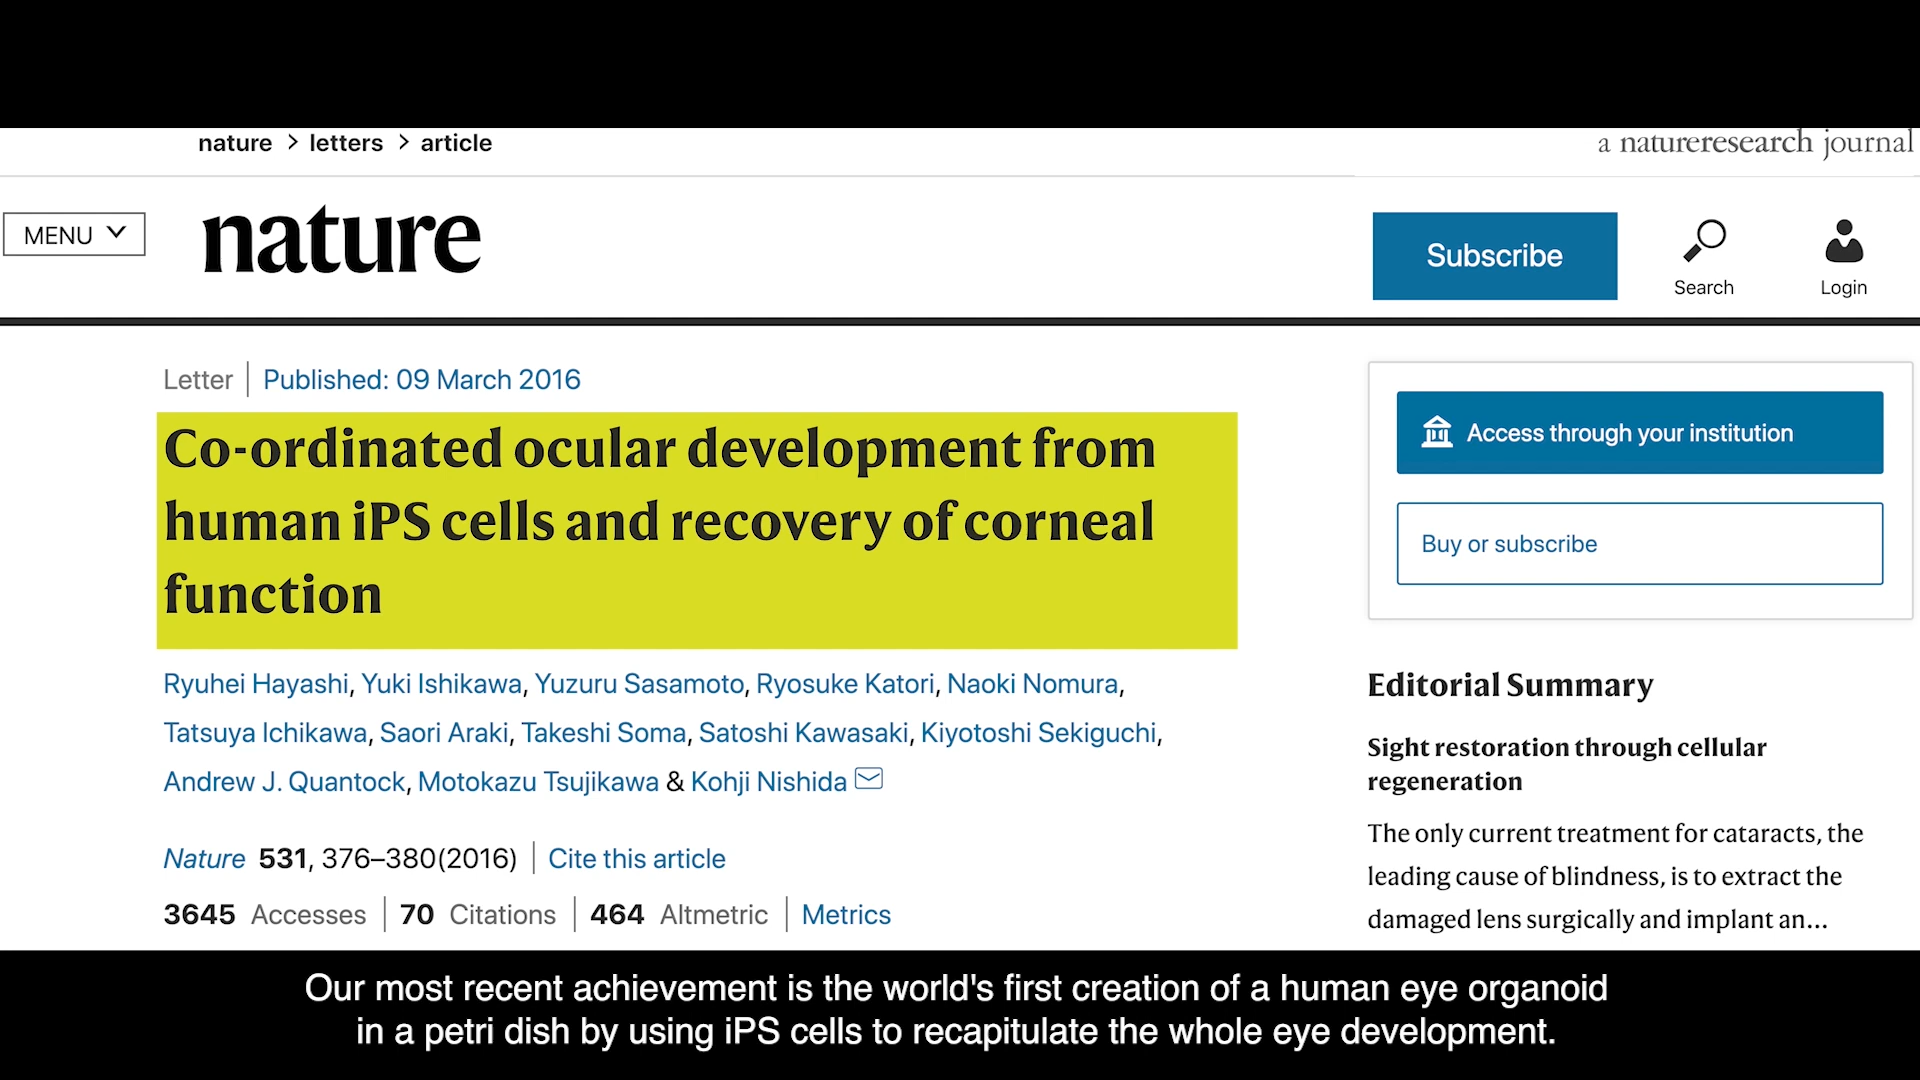 nature > letters > article
a natureresearch journal
MENU
nature
Subscribe
Search
Login
Letter | Published: 09 March 2016
Co-ordinated ocular development from
human iPS cells and recovery of corneal
function
Ryuhei Hayashi, Yuki Ishikawa, Yuzuru Sasamoto, Ryosuke Katori, Naoki Nomura,
Tatsuya Ichikawa, Saori Araki, Takeshi Soma, Satoshi Kawasaki, Kiyotoshi Sekiguchi,
Andrew J. Quantock, Motokazu Tsujikawa & Kohji Nishida
Nature 531, 376–380(2016) | Cite this article
3645 Accesses | 70 Citations | 464 Altmetric | Metrics
Access through your institution
Buy or subscribe
Editorial Summary
Sight restoration through cellular
regeneration
The only current treatment for cataracts, the
leading cause of blindness, is to extract the
damaged lens surgically and implant an...
Our most recent achievement is the world's first creation of a human eye organoid
in a petri dish by using iPS cells to recapitulate the whole eye development.